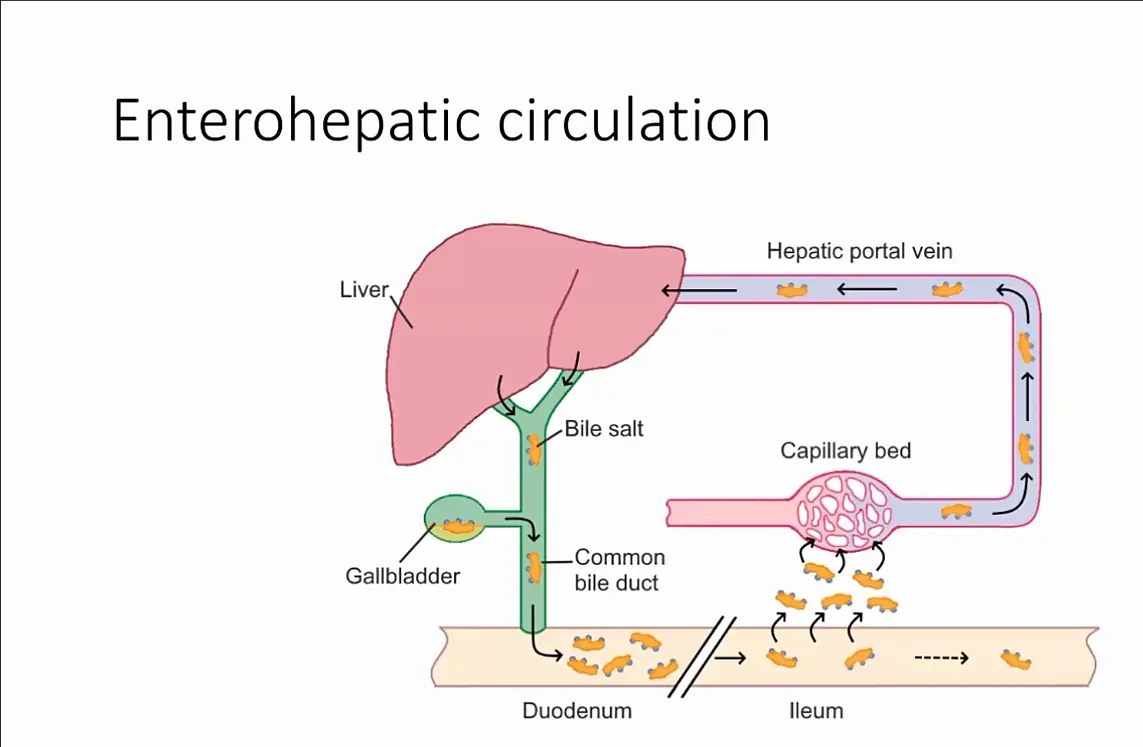 Enterohepatic circulation
Hepatic portal vein
Liver
Bile salt
Capillary bed
Gallbladder
Common
bile duct
Duodenum
Ileum